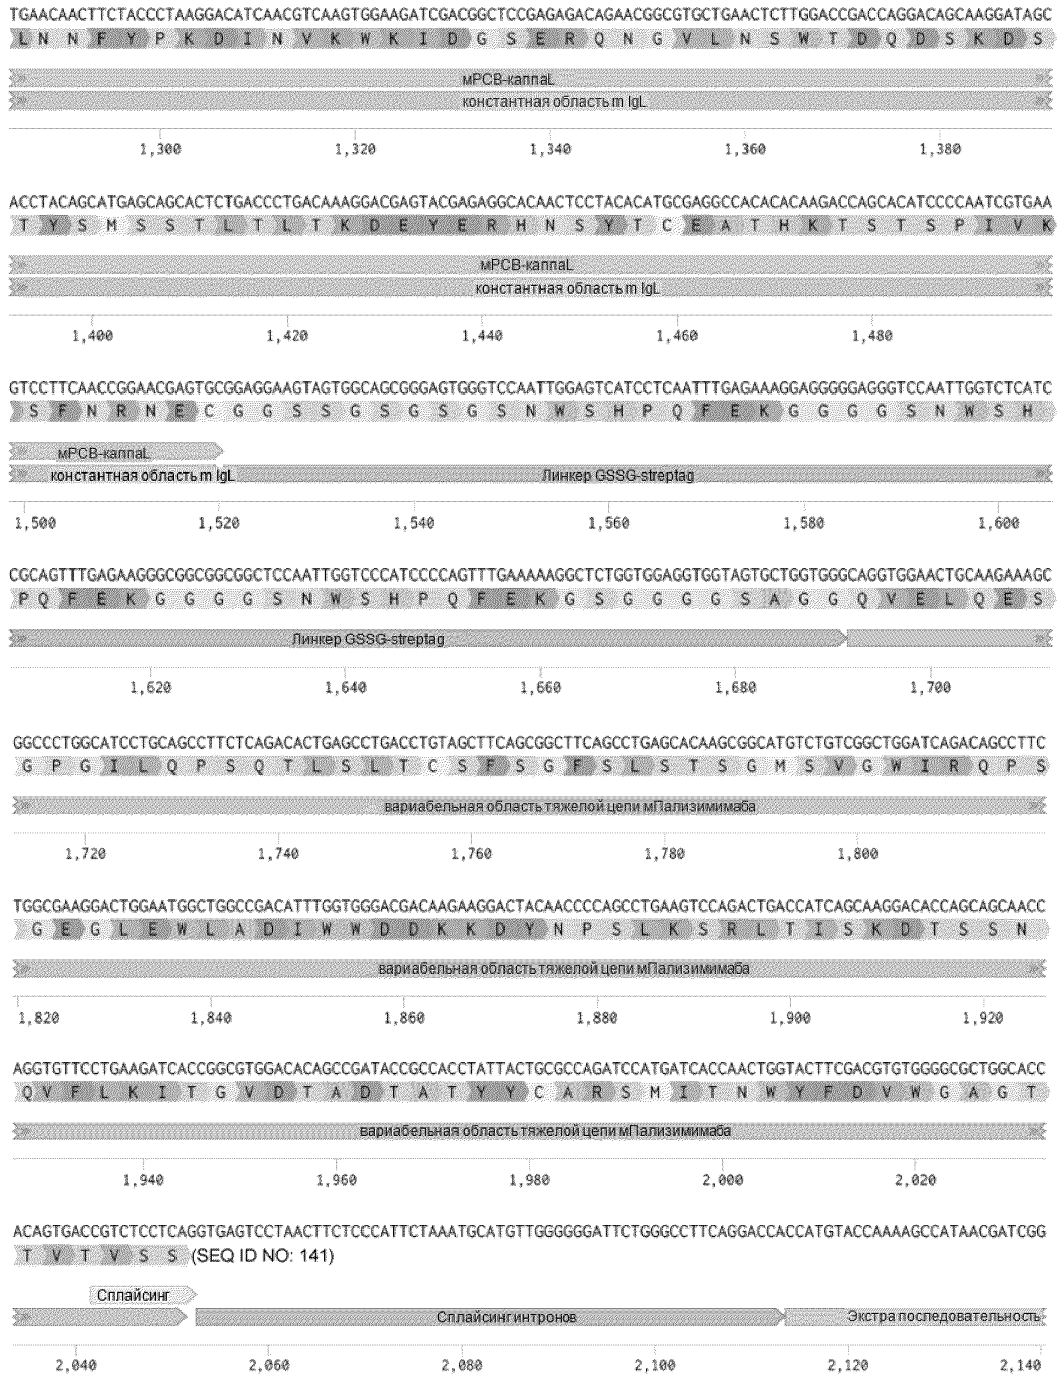 TGAACAACTTCTACCCTAAGGACATCAACGTCAAGTGGAAGATCGACGGCTCCGAGAGACAGAACGGCGTGCTGAACTCTTGGACCGACCAGGACAGCAAGGATAGC
L N N F Y P K D I N V K W K I D G S E R Q N G V L N S W T D Q D S K D S
мРСВ-каппаL
константная область m IgL
1,300 1,320 1,340 1,360 1,380
ACCTACAGCATGAGCAGCACTCTGACCCTGACAAAGGACGAGTACGAGAGGCACAACTCCTACACATGCGAGGCCACACACAAGACCAGCACATCCCCAATCGTGAA
T Y S M S S T L T L T K D E Y E R H N S Y T C E A T H K T S T S P I V K
мРСВ-каппаL
константная область m IgL
1,400 1,420 1,440 1,460 1,480
GTCCTTCAACCGGAACGAGTGCGGAGGAAGTAGTGGCAGCGGGAGTGGGTCCAATTGGAGTCATCCTCAATTTGAGAAAGGAGGGGGAGGGTCCAATTGGTCTCATC
S F N R N E C G G S S G S G S G S N W S H P Q F E K G G G G S N W S H
мРСВ-каппаL
константная область m IgL Линкер GSSG-streptag
1,500 1,520 1,540 1,560 1,580 1,600
CGCAGTTTGAGAAGGGCGGCGGCGGCTCCAATTGGTCCCATCCCCAGTTTGAAAAAGGCTCTGGTGGAGGTGGTAGTGCTGGTGGGCAGGTGGAACTGCAAGAAAGC
P Q F E K G G G G S N W S H P Q F E K G S G G G G S A G G Q V E L Q E S
Линкер GSSG-streptag
1,620 1,640 1,660 1,680 1,700
GGCCCTGGCATCCTGCAGCCTTCTCAGACACTGAGCCTGACCTGTAGCTTCAGCGGCTTCAGCCTGAGCACAAGCGGCATGTCTGTCGGCTGGATCAGACAGCCTTC
G P G I L Q P S Q T L S L T C S F S G F S L S T S G M S V G W I R Q P S
вариабельная область тяжелой цепи мПализимимаба
1,720 1,740 1,760 1,780 1,800
TGGCGAAGGACTGGAATGGCTGGCCGACATTTGGTGGGACGACAAGAAGGACTACAACCCCAGCCTGAAGTCCAGACTGACCATCAGCAAGGACACCAGCAGCAACC
G E G L E W L A D I W W D D K K D Y N P S L K S R L T I S K D T S S N
вариабельная область тяжелой цепи мПализимимаба
1,820 1,840 1,860 1,880 1,900 1,920
AGGTGTTCCTGAAGATCACCGGCGTGGACACAGCCGATACCGCCACCTATTACTGCGCCAGATCCATGATCACCAACTGGTACTTCGACGTGTGGGGCGCTGGCACC
Q V F L K I T G V D T A D T A T Y Y C A R S M I T N W Y F D V W G A G T
вариабельная область тяжелой цепи мПализимимаба
1,940 1,960 1,980 2,000 2,020
ACAGTGACCGTCTCCTCAGGTGAGTCCTAACTTCTCCCATTCTAAATGCATGTTGGGGGGATTCTGGGCCTTCAGGACCACCATGTACCAAAAGCCATAACGATCGG
T V T V S S (SEQ ID NO: 141)
Сплайсинг
Сплайсинг интронов Экстра последовательность
2,040 2,060 2,080 2,100 2,120 2,140